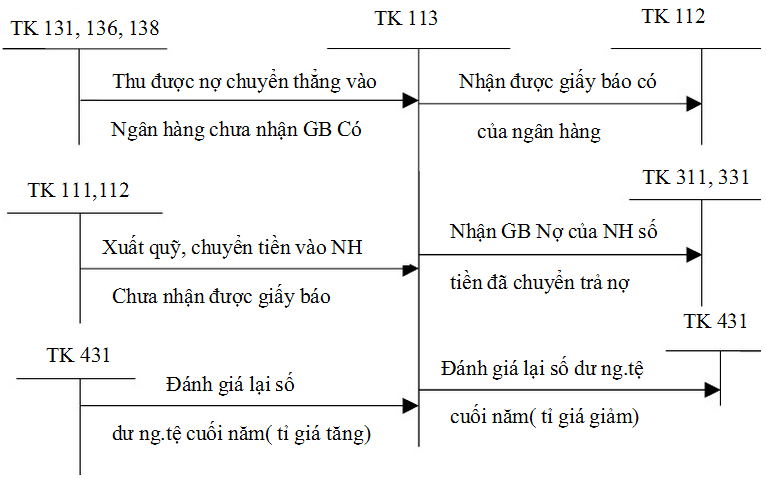 TK 131, 136, 138
TK 113
TK 112
Thu được nợ chuyển thẳng vào
Nhận được giấy báo có
Ngân hàng chưa nhận GB Có
của ngân hàng
TK 111,112
TK 311, 331
Xuất quỹ, chuyển tiền vào NH
Nhận GB Nợ của NH số
Chưa nhận được giấy báo
tiền đã chuyển trả nợ
TK 431
TK 431
Đánh giá lại số
Đánh giá lại số dư ng.tệ
dư ng.tệ cuối năm( tỉ giá tăng)
cuối năm( tỉ giá giảm)